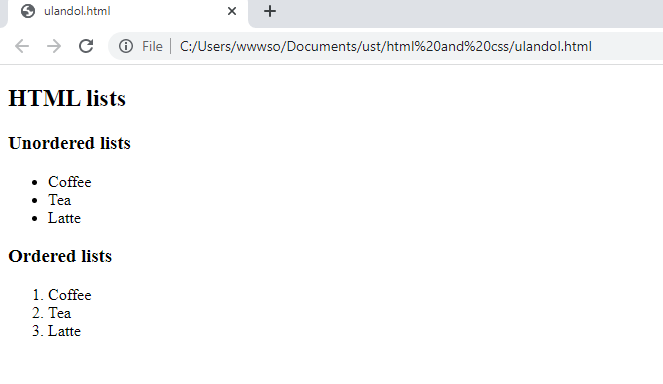 ulandol.html
File | C:/Users/wwwso/Documents/ust/html%20and%20css/ulandol.html
HTML lists
Unordered lists
• Coffee
• Tea
• Latte
Ordered lists
1. Coffee
2. Tea
3. Latte